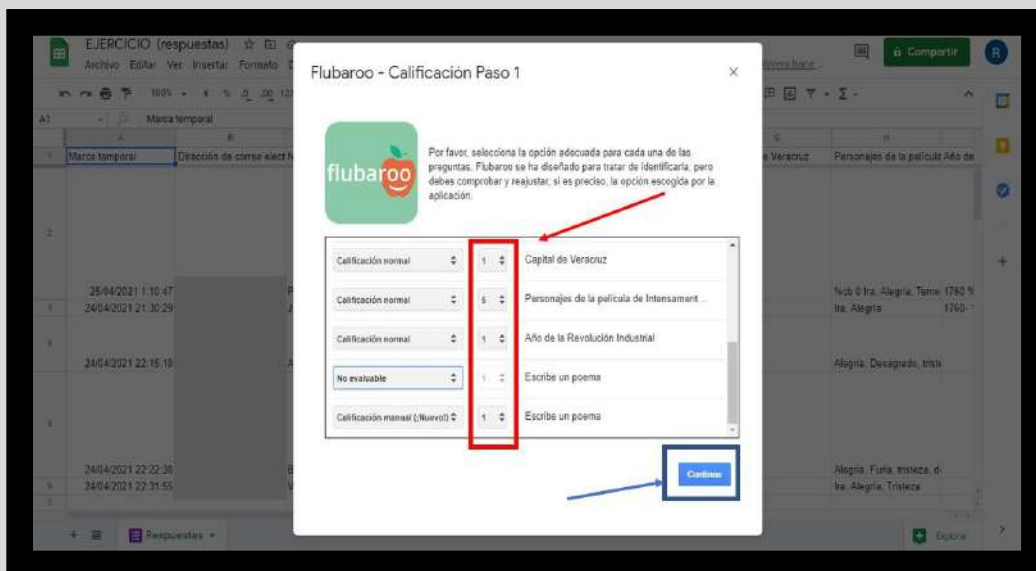 EJERCICIO (respuestas)
Archivo Editar Ver Insertar Formato
Compartir
100%
A1
Marca temporal
Marca temporal
Dirección de correo elect
Veracruz
Personajes de la película
Año de
25/04/2021 1:10:47
24/04/2021 21:30:29
Ira, Alegría
1760-
24/04/2021 22:15:10
Alegría, Desagrado, triste
24/04/2021 22:22:30
Alegría, Furia, tristeza, d
24/04/2021 22:31:55
Ira, Alegría, Tristeza
Respuestas
Explorar
Flubaroo - Calificación Paso 1
flubaroo
Por favor, selecciona la opción adecuada para cada una de las
preguntas. Flubaroo se ha diseñado para tratar de identificarla, pero
debes comprobar y reajustar, si es preciso, la opción escogida por la
aplicación.
Calificación normal 1 Capital de Veracruz
Calificación normal 5 Personajes de la película de Intensament ...
Calificación normal 1 Año de la Revolución Industrial
No evaluable 1 Escribe un poema
Calificación manual (¡Nuevo!) 1 Escribe un poema
Continue